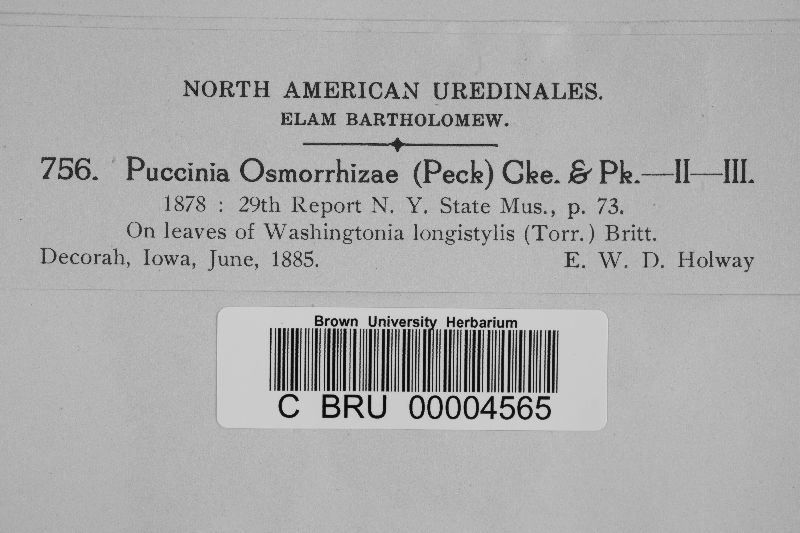 NORTH AMERICAN UREDINALES.
ELAM BARTHOLOMEW.
756. Puccinia Osmorrhizae (Peck) Cke. & Pk.—II—III.
1878 : 29th Report N. Y. State Mus., p. 73.
On leaves of Washingtonia longistylis (Torr.) Britt.
Decorah, Iowa, June, 1885. E. W. D. Holway
Brown University Herbarium
C BRU 00004565